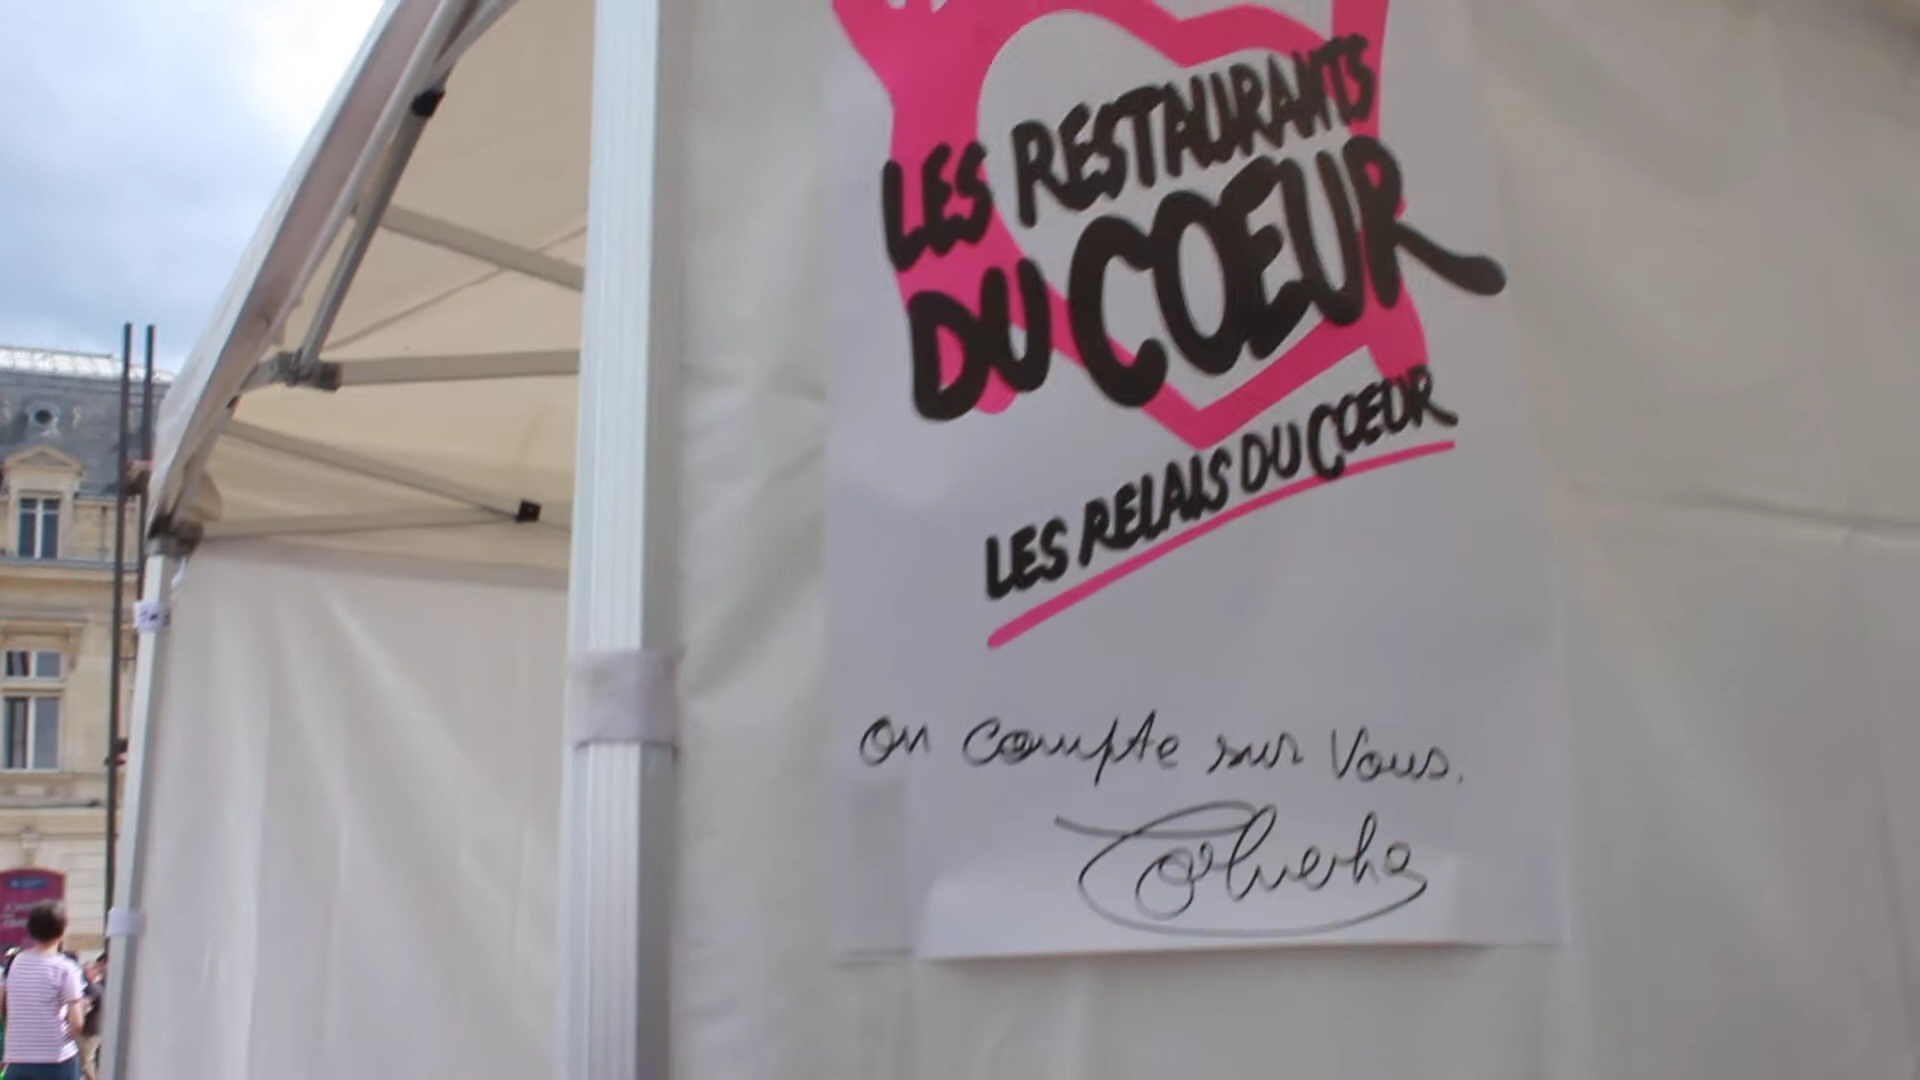 LES RESTAURANTS
DU COEUR
LES RELAIS DU COEUR
on compte sur vous.
Coluche